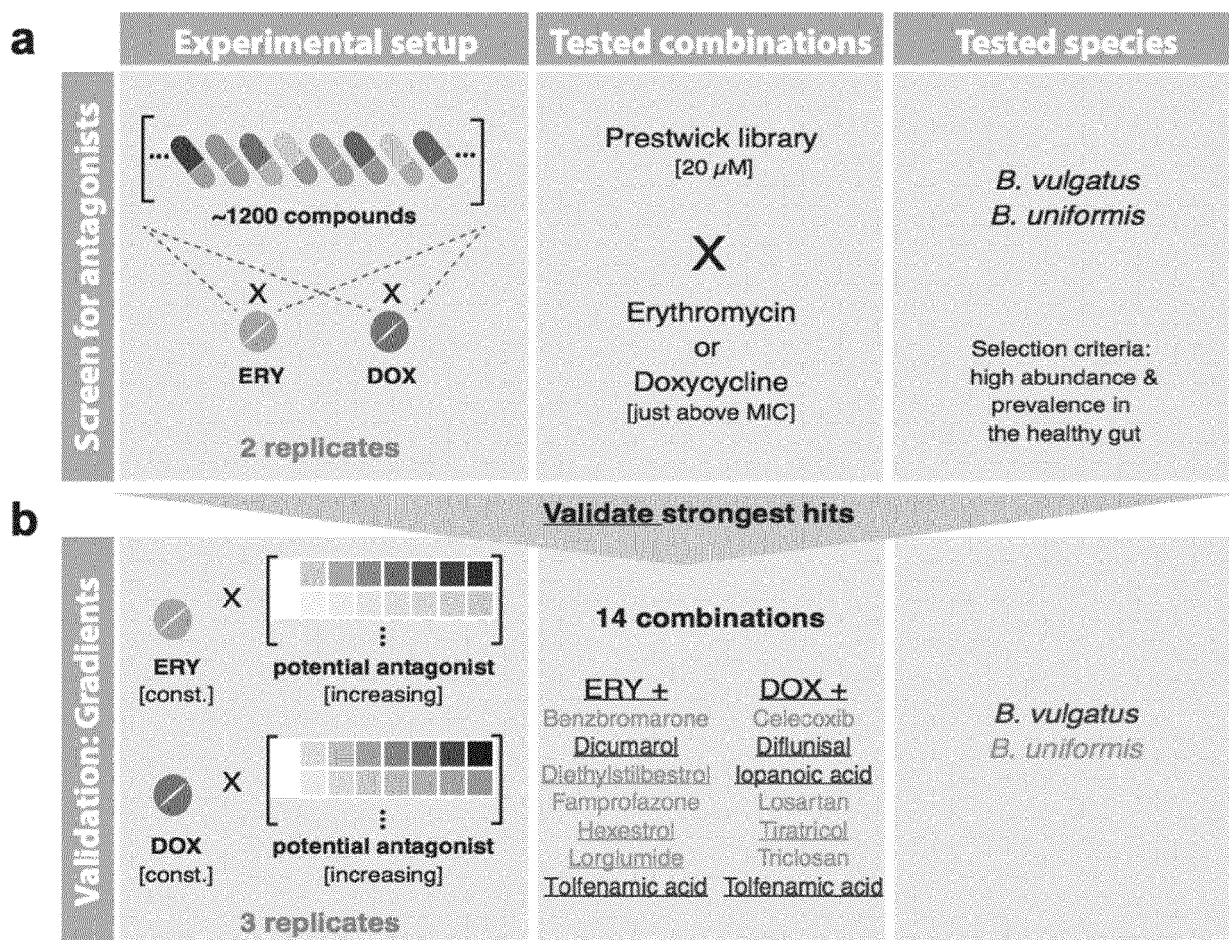 a
Experimental setup
Tested combinations
Tested species
Screen for antagonists
[... ...]
~1200 compounds
X X
ERY DOX
2 replicates
Prestwick library
[20 µM]
X
Erythromycin
or
Doxycycline
[just above MIC]
B. vulgatus
B. uniformis
Selection criteria:
high abundance &
prevalence in
the healthy gut
b
Validate strongest hits
Validation: Gradients
X
ERY
[const.]
potential antagonist
[increasing]
X
DOX
[const.]
potential antagonist
[increasing]
3 replicates
14 combinations
ERY +
Benzbromarone
Dicumarol
Diethylstilbestrol
Famprofazone
Hexestrol
Lorglumide
Tolfenamic acid
DOX +
Celecoxib
Diflunisal
Iopanoic acid
Losartan
Tiratricol
Triclosan
Tolfenamic acid
B. vulgatus
B. uniformis